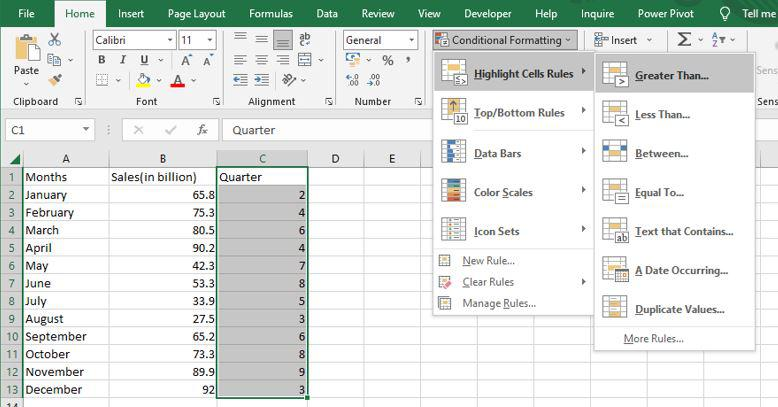 File Home Insert Page Layout Formulas Data Review View Developer Help Inquire Power Pivot Tell me
Paste
Calibri 11
B I U A A
ab
General
% ,
Conditional Formatting
Insert
Σ
A Z
Clipboard Font Alignment Number Sens
C1 fx Quarter
A B C D E
1 Months Sales(in billion) Quarter
2 January 65.8 2
3 February 75.3 4
4 March 80.5 6
5 April 90.2 4
6 May 42.3 7
7 June 53.3 8
8 July 33.9 5
9 August 27.5 3
10 September 65.2 6
11 October 73.3 8
12 November 89.9 9
13 December 92 3
14
Highlight Cells Rules
Top/Bottom Rules
Data Bars
Color Scales
Icon Sets
New Rule...
Clear Rules
Manage Rules...
Greater Than...
Less Than...
Between...
Equal To...
Text that Contains...
A Date Occurring...
Duplicate Values...
More Rules...